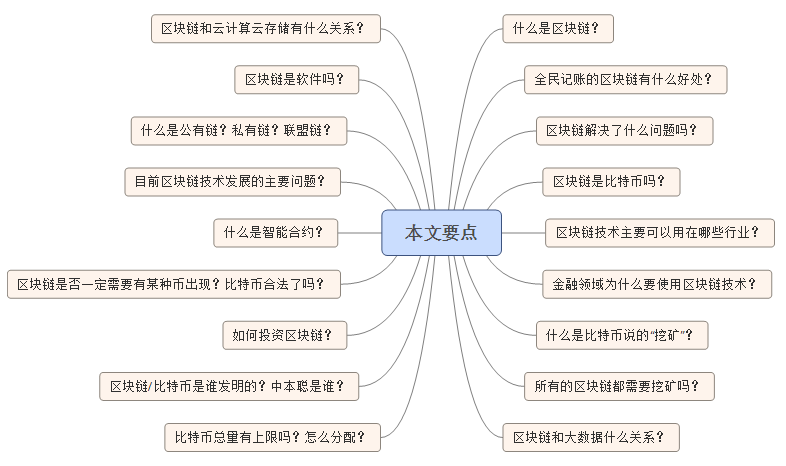 区块链和云计算云存储有什么关系？
什么是区块链？
区块链是软件吗？
全民记账的区块链有什么好处？
什么是公有链？私有链？联盟链？
区块链解决了什么问题吗？
目前区块链技术发展的主要问题？
区块链是比特币吗？
本文要点
什么是智能合约？
区块链技术主要可以用在哪些行业？
区块链是否一定需要有某种币出现？比特币合法了吗？
金融领域为什么要使用区块链技术？
如何投资区块链？
什么是比特币说的“挖矿”？
区块链/比特币是谁发明的？中本聪是谁？
所有的区块链都需要挖矿吗？
比特币总量有上限吗？怎么分配？
区块链和大数据什么关系？